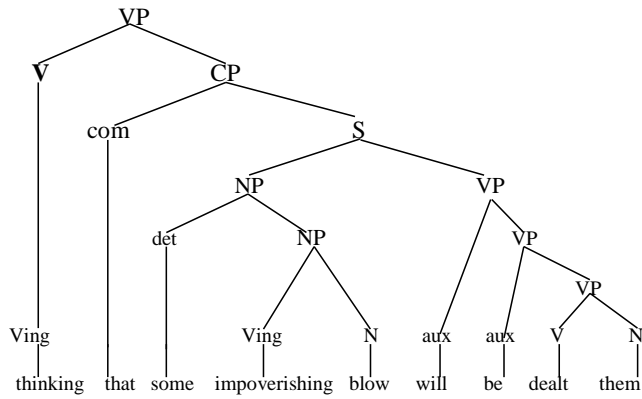 VP
V CP
com S
NP VP
det NP VP
VP
Ving Ving N aux aux V N
thinking that some impoverishing blow will be dealt them